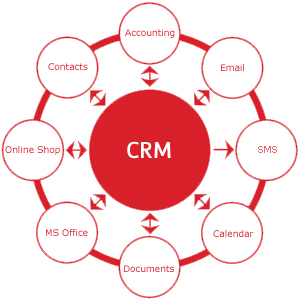 Accounting
Contacts
Email
Online Shop
CRM
SMS
MS Office
Calendar
Documents